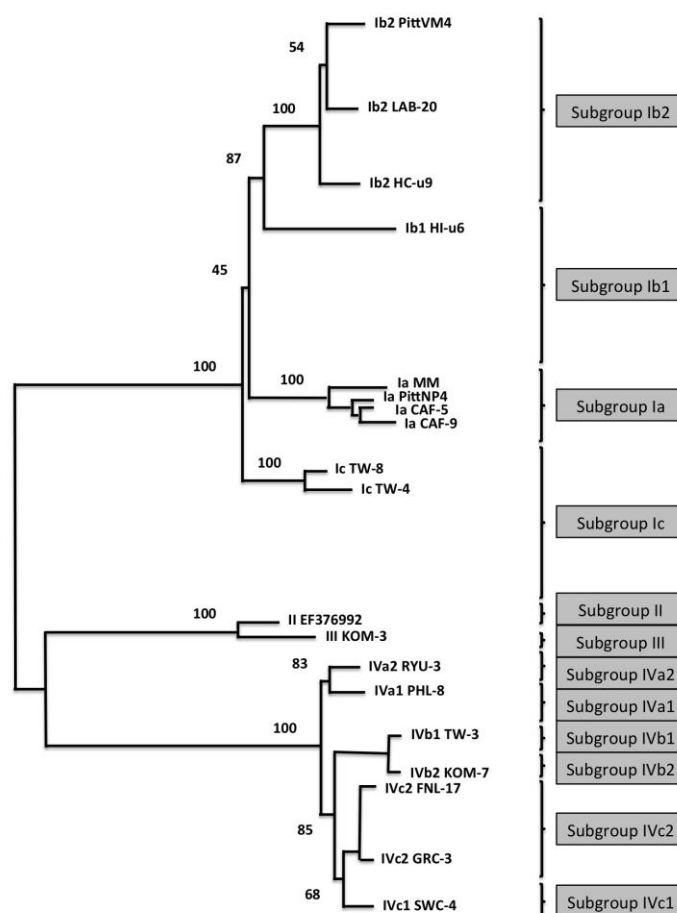 Ib2 PittVM4
54
Ib2 LAB-20
100
Subgroup Ib2
87
Ib2 HC-u9
Ib1 HI-u6
45
Subgroup Ib1
100
100
Ia MM
Ia PittNP4
Ia CAF-5
Ia CAF-9
Subgroup Ia
100
Ic TW-8
Ic TW-4
Subgroup Ic
100
II EF376992
Subgroup II
III KOM-3
Subgroup III
83
IVa2 RYU-3
Subgroup IVa2
IVa1 PHL-8
Subgroup IVa1
100
IVb1 TW-3
Subgroup IVb1
IVb2 KOM-7
Subgroup IVb2
IVc2 FNL-17
85
Subgroup IVc2
IVc2 GRC-3
68
IVc1 SWC-4
Subgroup IVc1